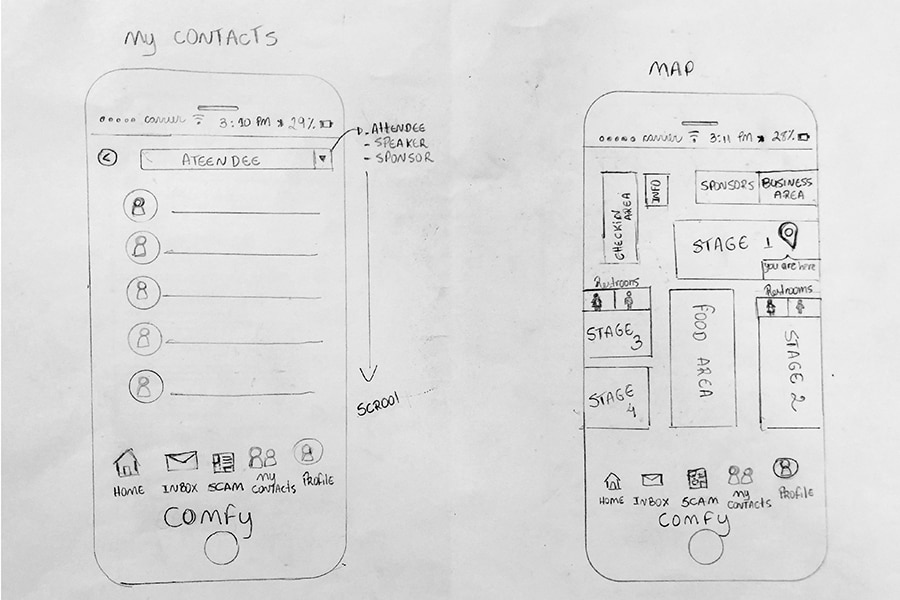 My CONTACTS
carrier 3:10 PM 29%
ATEENDEE
D. ATTENDEE
- SPEAKER
- SPONSOR
SCROOl
HOME INBOX SCAM My CONTACTS PROFILE
COMFY
MAP
carrier 3:11 PM 28%
CHECKIN AREA
INFO
SPONSORS
BUSINESS AREA
STAGE 1
you are here
Restrooms
Restrooms
STAGE 3
FOOD AREA
STAGE 2
STAGE 4
HOME INBOX SCAM My CONTACTS PROFILE
COMFY